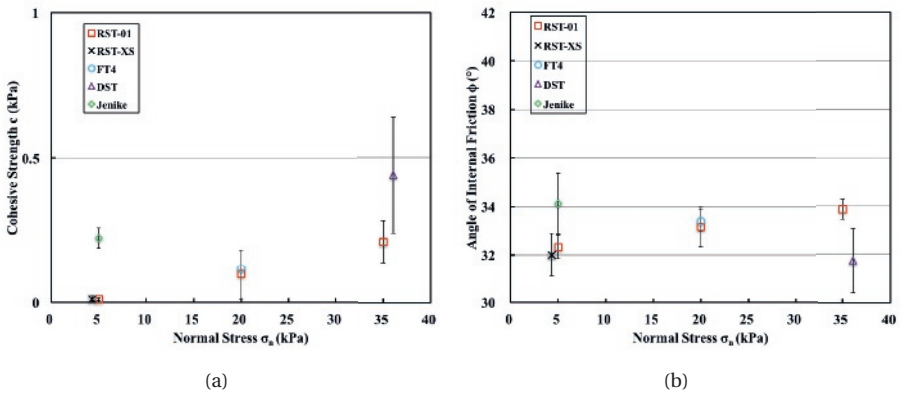 1
0.5
0
Cohesive Strength c (kPa)
RST-01
RST-XS
FT4
DST
Jenike
0 5 10 15 20 25 30 35 40
Normal Stress σn (kPa)
(a)
42
40
38
36
34
32
30
Angle of Internal Friction ϕ (°)
RST-01
RST-XS
FT4
DST
Jenike
0 5 10 15 20 25 30 35 40
Normal Stress σn (kPa)
(b)